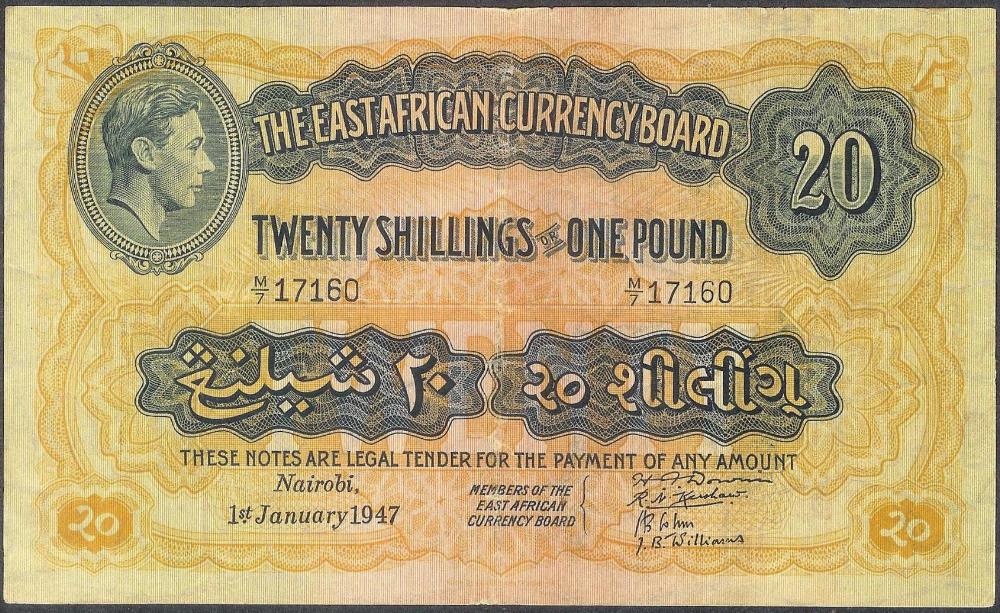 THE EAST AFRICAN CURRENCY BOARD
20
TWENTY SHILLINGS OR ONE POUND
M/7 17160 M/7 17160
٢٠ شيلنڭ
૨૦ શીલીંગ્
THESE NOTES ARE LEGAL TENDER FOR THE PAYMENT OF ANY AMOUNT
Nairobi,
1st January 1947
MEMBERS OF THE
EAST AFRICAN
CURRENCY BOARD
R. N. Kershaw.
J. B. Williams
૨૦ ૨૦